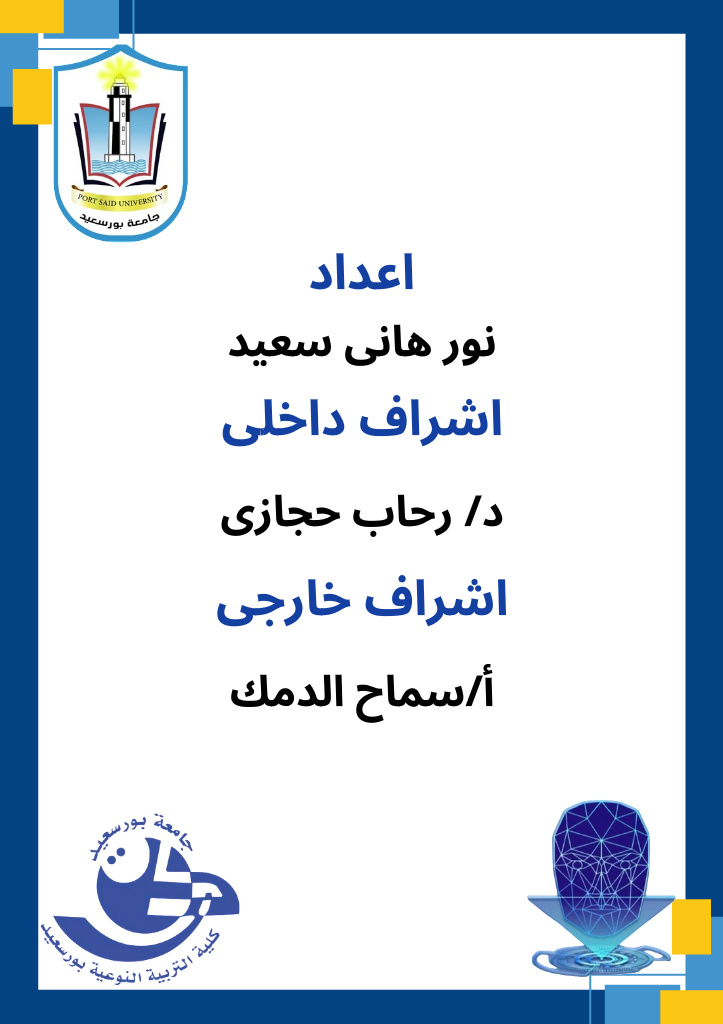 PORT SAID UNIVERSITY
جامعة بورسعيد
اعداد
نور هانى سعيد
اشراف داخلى
د/ رحاب حجازى
اشراف خارجى
أ/سماح الدمك
جامعة بورسعيد
كلية التربية النوعية بورسعيد